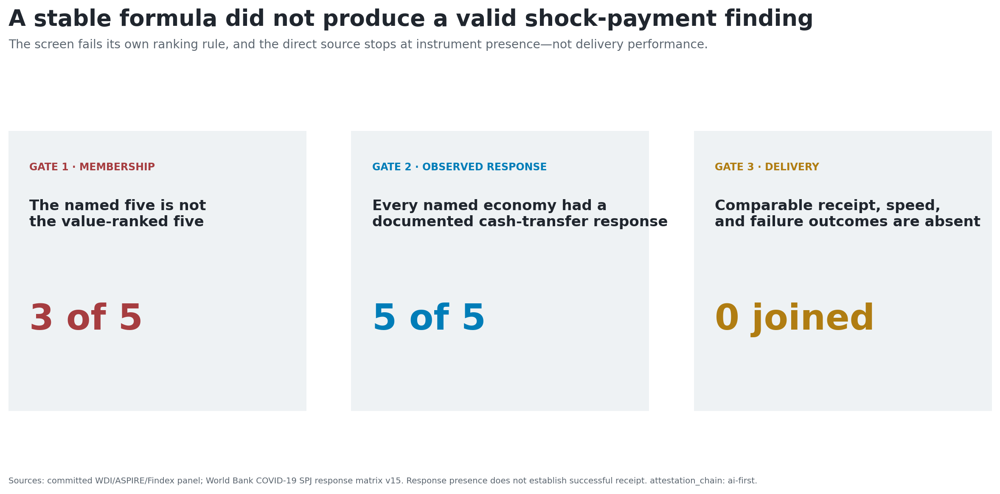 A stable formula did not produce a valid shock-payment finding
The screen fails its own ranking rule, and the direct source stops at instrument presence—not delivery performance.
GATE 1 · MEMBERSHIP
The named five is not
the value-ranked five
3 of 5
GATE 2 · OBSERVED RESPONSE
Every named economy had a
documented cash-transfer response
5 of 5
GATE 3 · DELIVERY
Comparable receipt, speed,
and failure outcomes are absent
0 joined
Sources: committed WDI/ASPIRE/Findex panel; World Bank COVID-19 SPJ response matrix v15. Response presence does not establish successful receipt. attestation_chain: ai-first.